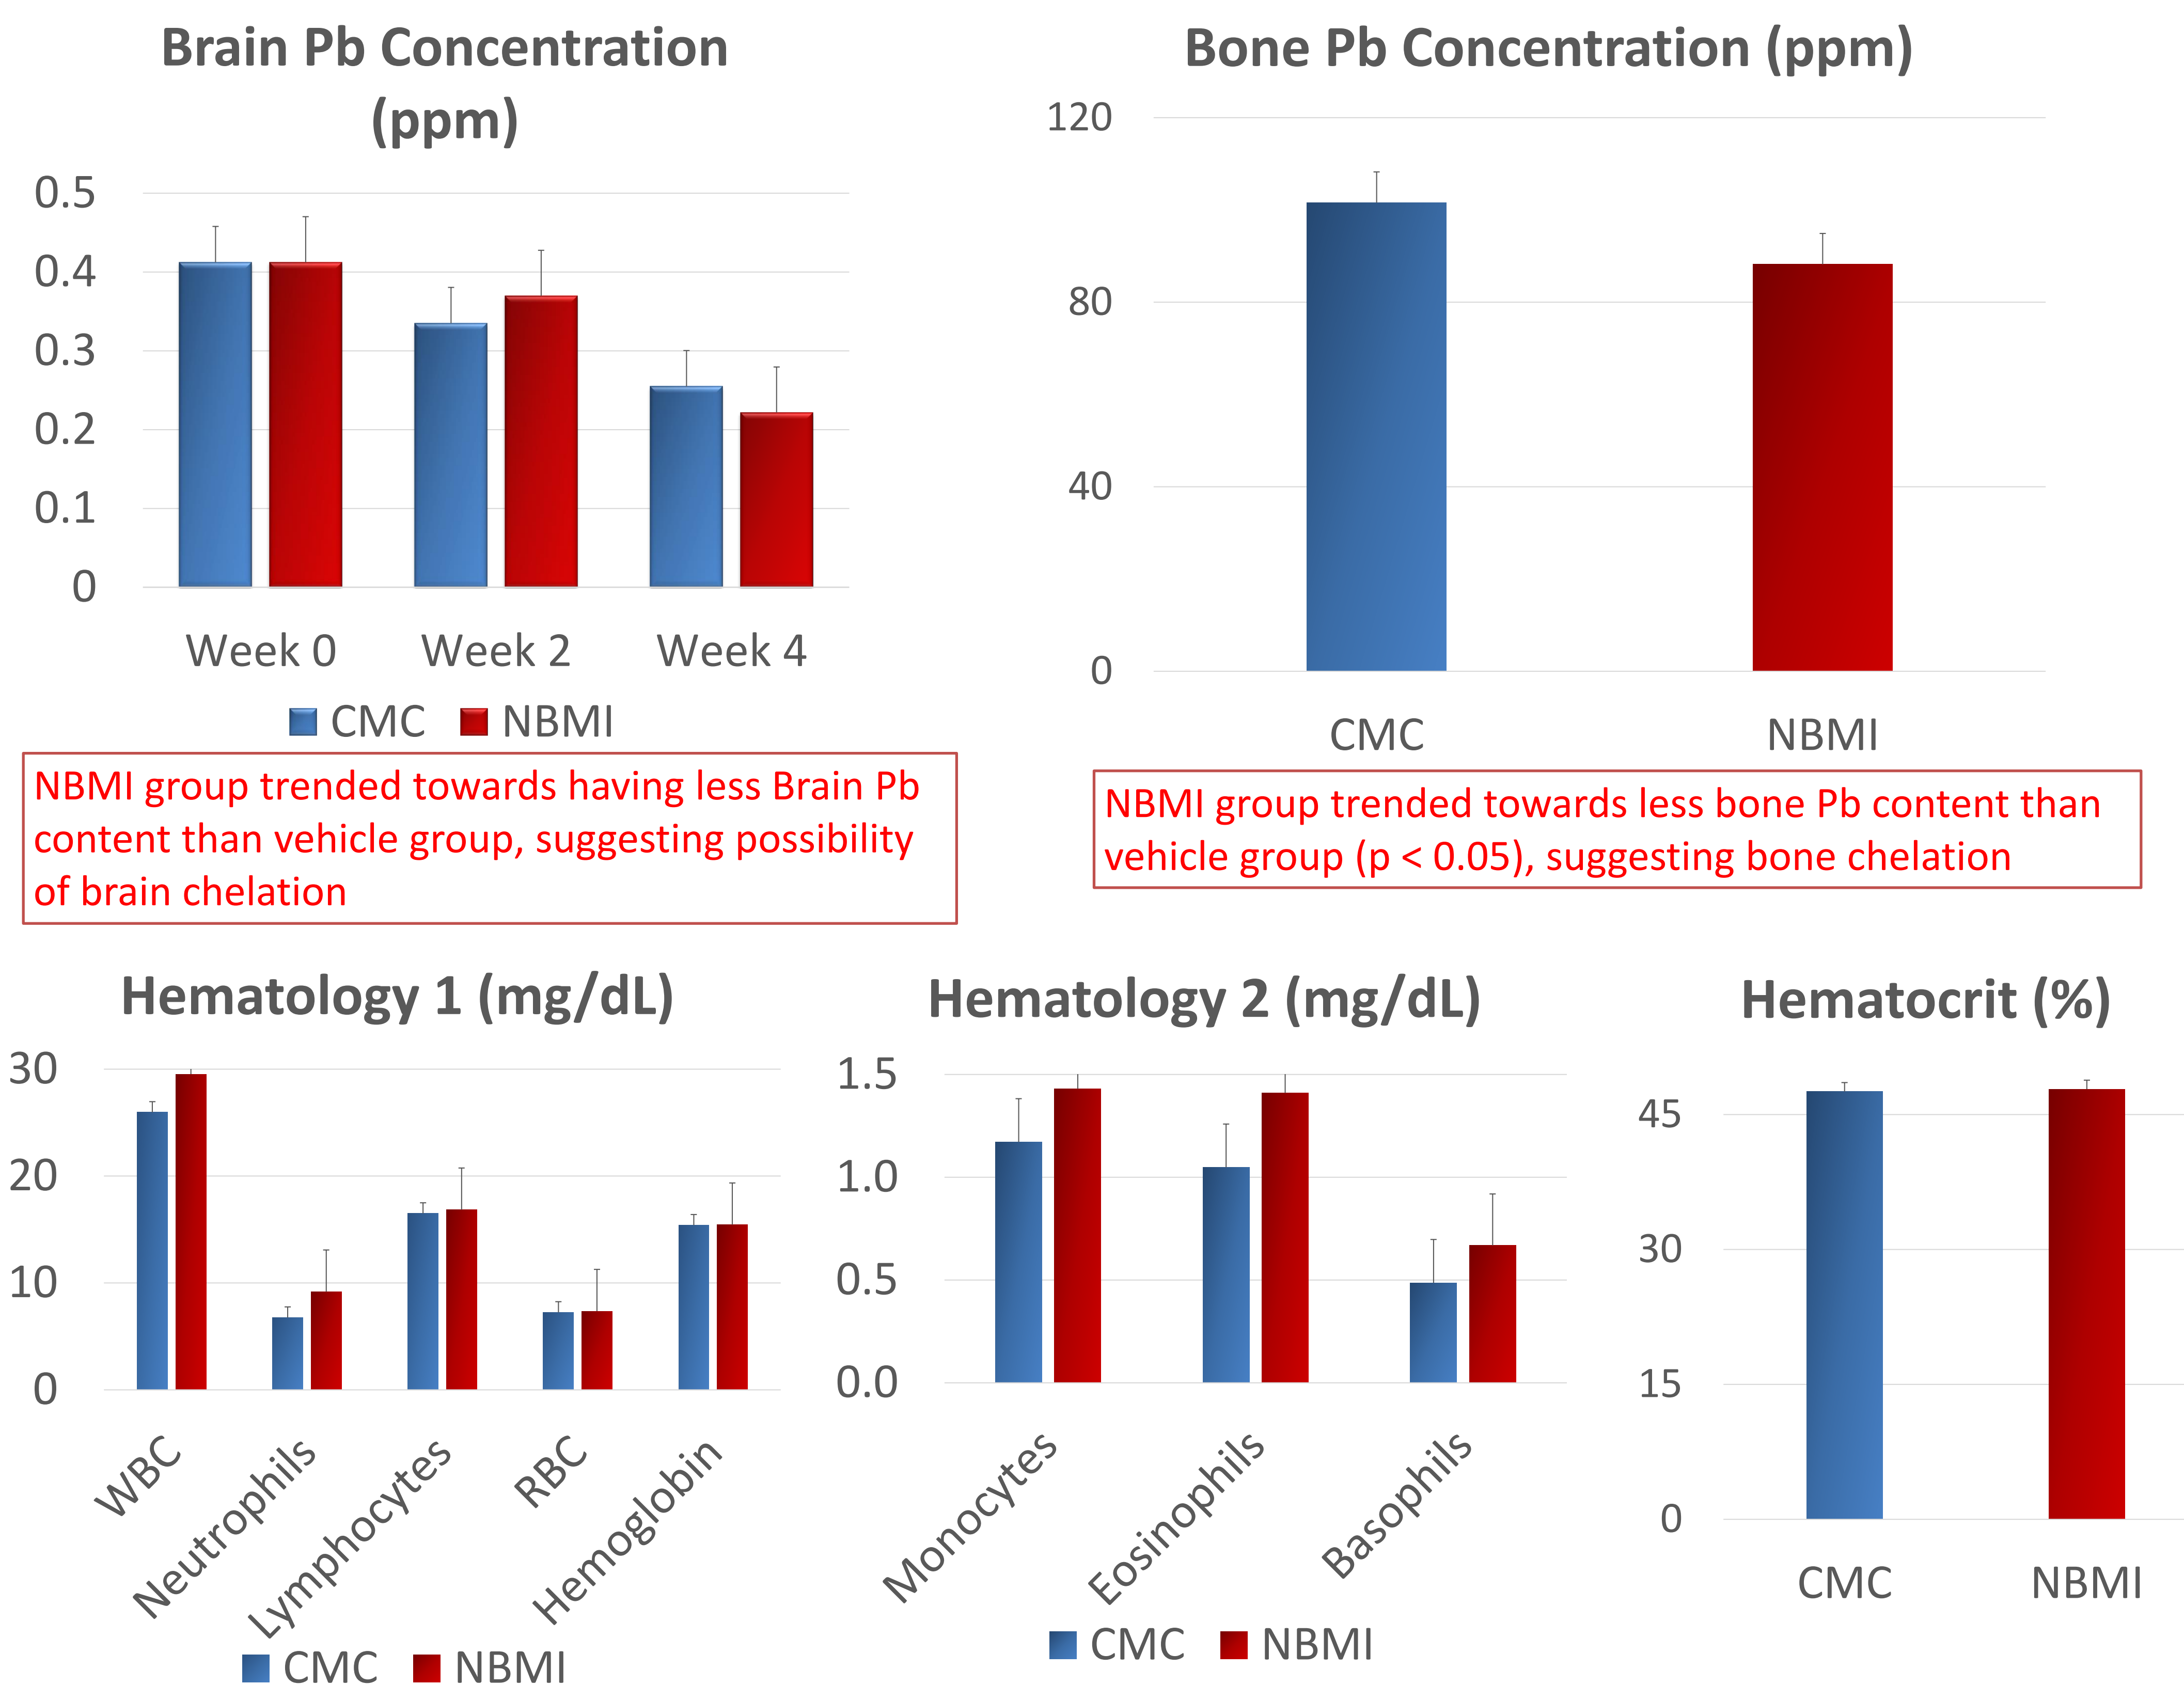 Brain Pb Concentration
(ppm)
0.5
0.4
0.3
0.2
0.1
0
Week 0 Week 2 Week 4
CMC NBMI
NBMI group trended towards having less Brain Pb
content than vehicle group, suggesting possibility
of brain chelation
Bone Pb Concentration (ppm)
120
80
40
0
CMC NBMI
NBMI group trended towards less bone Pb content than
vehicle group (p < 0.05), suggesting bone chelation
Hematology 1 (mg/dL)
30
20
10
0
WBC
Neutrophils
Lymphocytes
RBC
Hemoglobin
CMC NBMI
Hematology 2 (mg/dL)
1.5
1.0
0.5
0.0
Monocytes
Eosinophils
Basophils
CMC NBMI
Hematocrit (%)
45
30
15
0
CMC NBMI